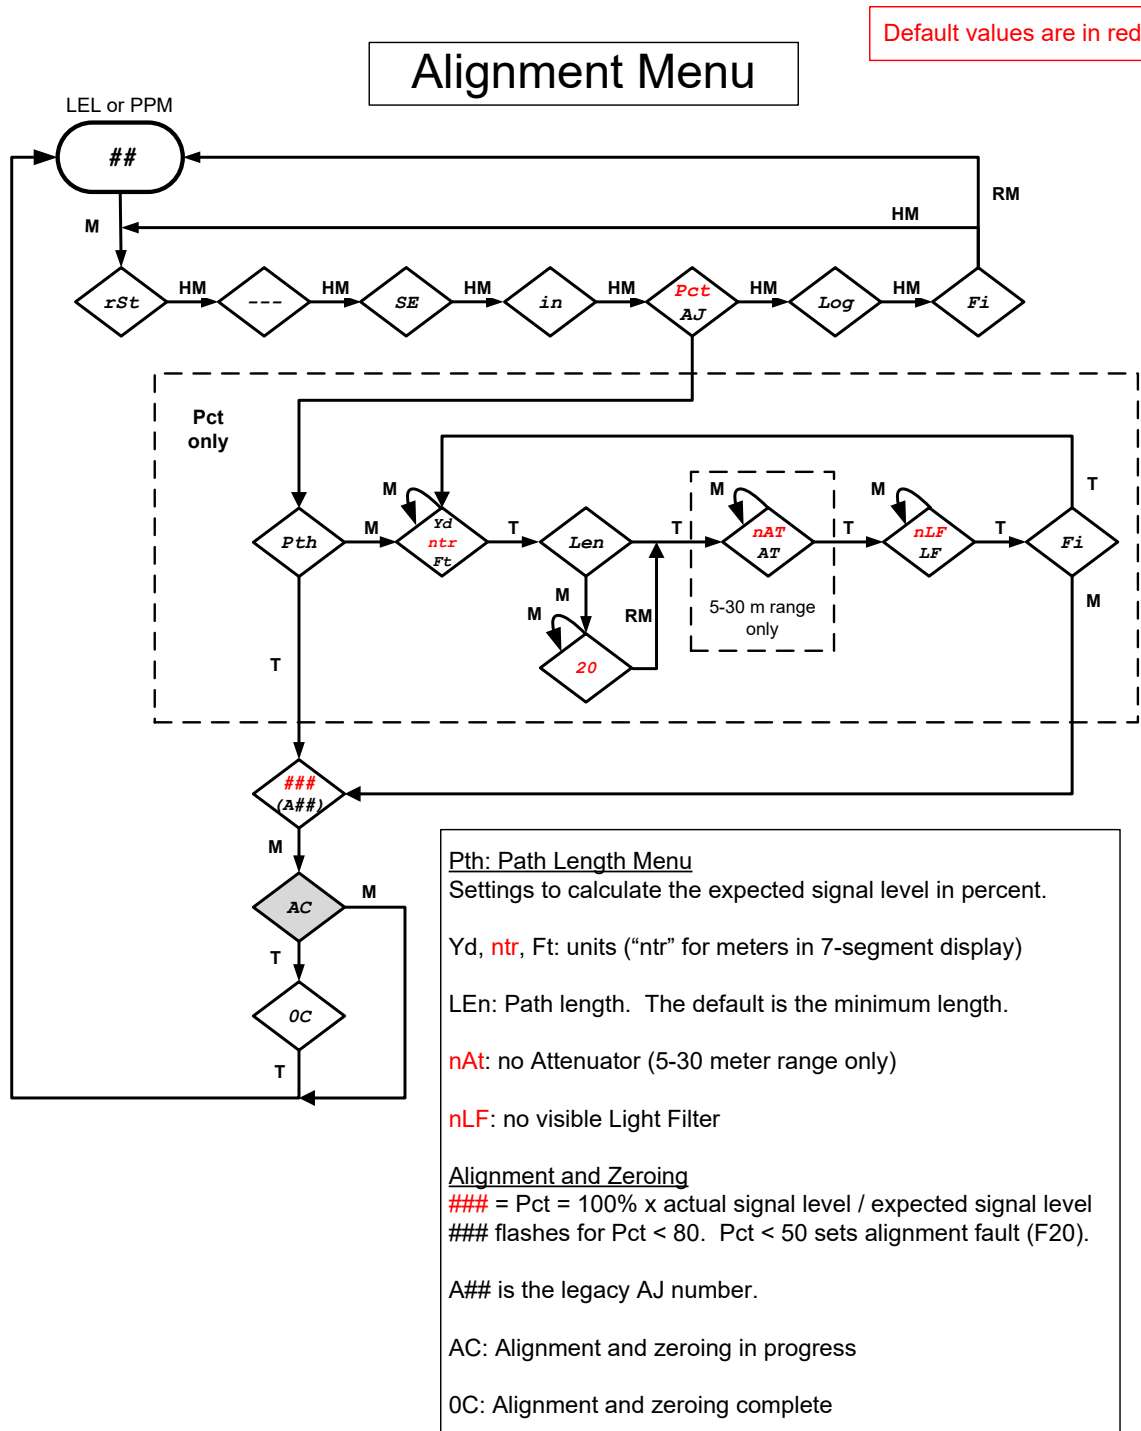 Default values are in red
Alignment Menu
LEL or PPM
##
RM
M
HM
rSt
HM
---
HM
SE
HM
in
HM
Pct
AJ
HM
Log
HM
Fi
Pct
only
M
M
M
T
Pth
M
Yd
ntr
Ft
T
Len
T
nAT
AT
T
nLF
LF
T
Fi
M
M
RM
5-30 m range
only
M
20
T
###
(A##)
M
AC
M
T
0C
T
Pth: Path Length Menu
Settings to calculate the expected signal level in percent.
Yd, ntr, Ft: units (“ntr” for meters in 7-segment display)
LEn: Path length.  The default is the minimum length.
nAt: no Attenuator (5-30 meter range only)
nLF: no visible Light Filter
Alignment and Zeroing
### = Pct = 100% x actual signal level / expected signal level
### flashes for Pct < 80.  Pct < 50 sets alignment fault (F20).
A## is the legacy AJ number.
AC: Alignment and zeroing in progress
0C: Alignment and zeroing complete